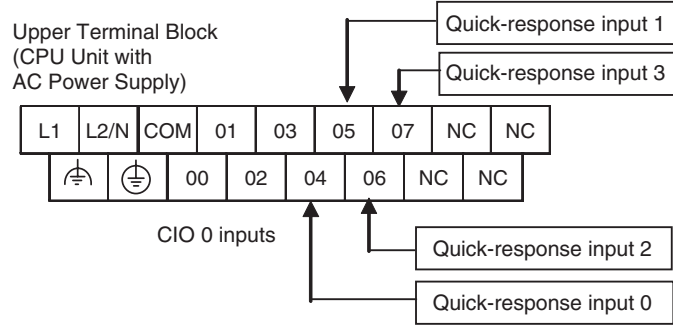 Upper Terminal Block
(CPU Unit with
AC Power Supply)
Quick-response input 1
Quick-response input 3
L1 L2/N COM 01 03 05 07 NC NC
00 02 04 06 NC NC
CIO 0 inputs
Quick-response input 2
Quick-response input 0